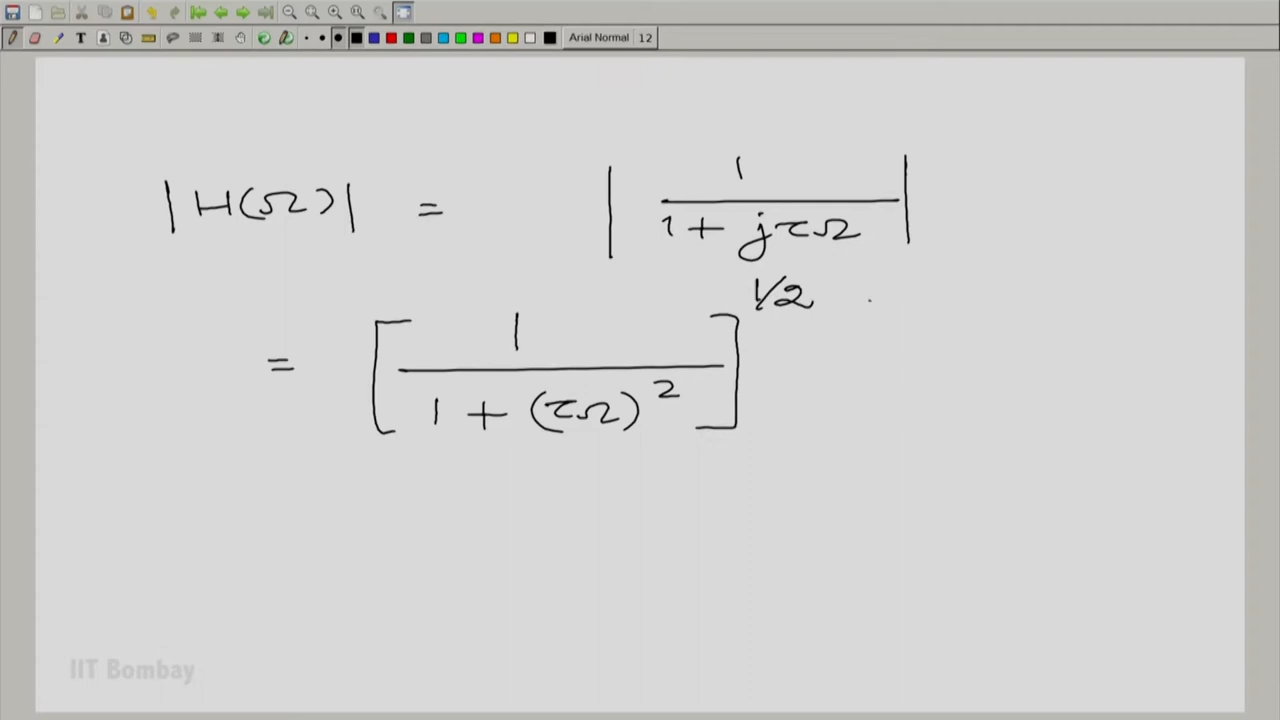 Arial Normal 12
|H(Ω)| = | 1 / (1 + jτΩ) |
= [ 1 / (1 + (τΩ)^2) ]^1/2
IIT Bombay